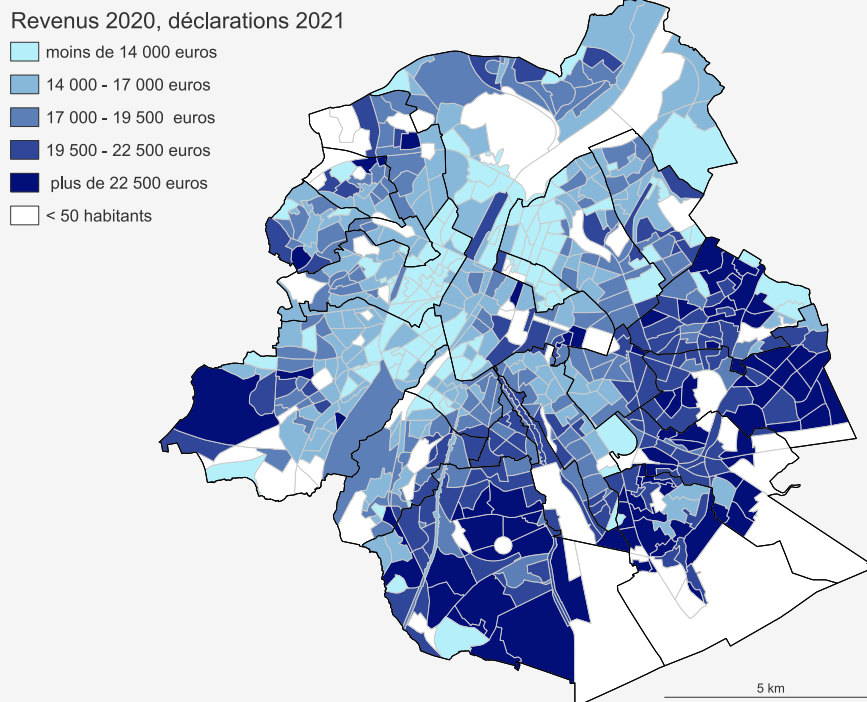 Revenus 2020, déclarations 2021
moins de 14 000 euros
14 000 - 17 000 euros
17 000 - 19 500 euros
19 500 - 22 500 euros
plus de 22 500 euros
< 50 habitants
5 km